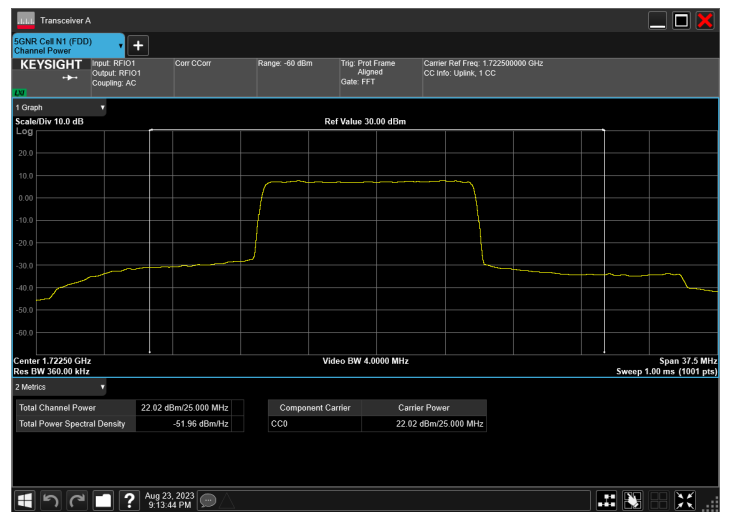 Transceiver A
5GNR Cell N1 (FDD)
Channel Power
KEYSIGHT
Input: RFIO1
Output: RFIO1
Coupling: AC
Corr CCorr
Range: -60 dBm
Trig: Prot Frame
Aligned
Gate: FFT
Carrier Ref Freq: 1.722500000 GHz
CC Info: Uplink, 1 CC
LXI
1 Graph
Scale/Div 10.0 dB
Ref Value 30.00 dBm
Log
20.0
10.0
0.00
-10.0
-20.0
-30.0
-40.0
-50.0
-60.0
Center 1.72250 GHz
Video BW 4.0000 MHz
Span 37.5 MHz
Res BW 360.00 kHz
Sweep 1.00 ms (1001 pts)
2 Metrics
Total Channel Power 22.02 dBm/25.000 MHz
Total Power Spectral Density -51.96 dBm/Hz
Component Carrier Carrier Power
CC0 22.02 dBm/25.000 MHz
Aug 23, 2023
9:13:44 PM